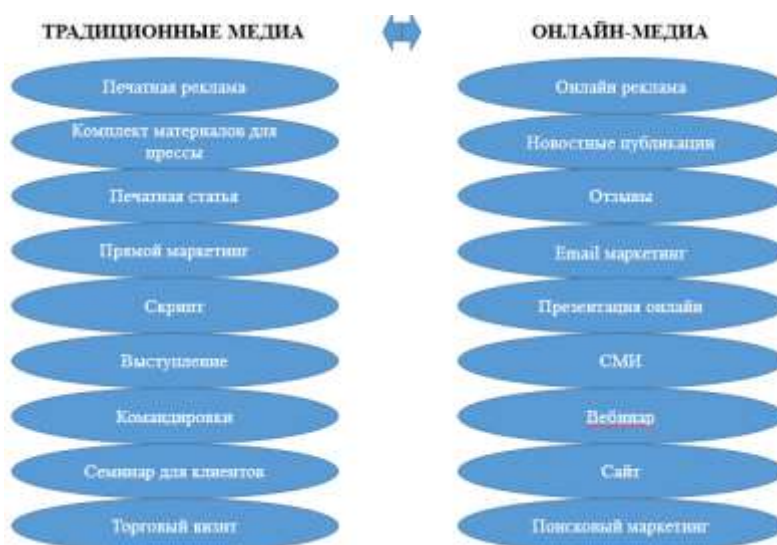 ТРАДИЦИОННЫЕ МЕДИА
Печатная реклама
Комплект материалов для
прессы
Печатная статья
Прямой маркетинг
Скрипт
Выступление
Командировки
Семинар для клиентов
Торговый визит
ОНЛАЙН-МЕДИА
Онлайн реклама
Новостные публикации
Отзывы
Email маркетинг
Презентация онлайн
СМИ
Вебинар
Сайт
Поисковый маркетинг